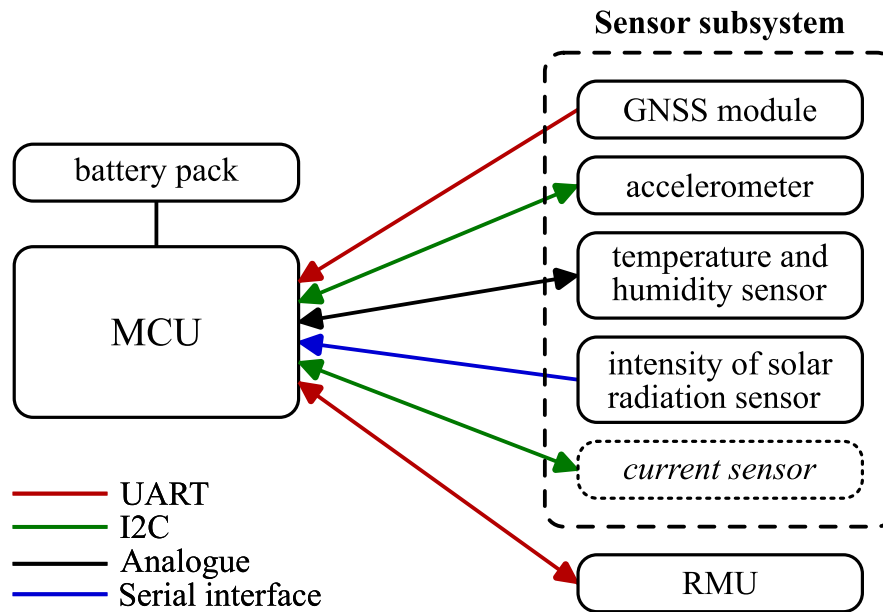 Sensor subsystem
GNSS module
battery pack
accelerometer
temperature and
humidity sensor
MCU
intensity of solar
radiation sensor
current sensor
UART
I2C
Analogue
Serial interface
RMU